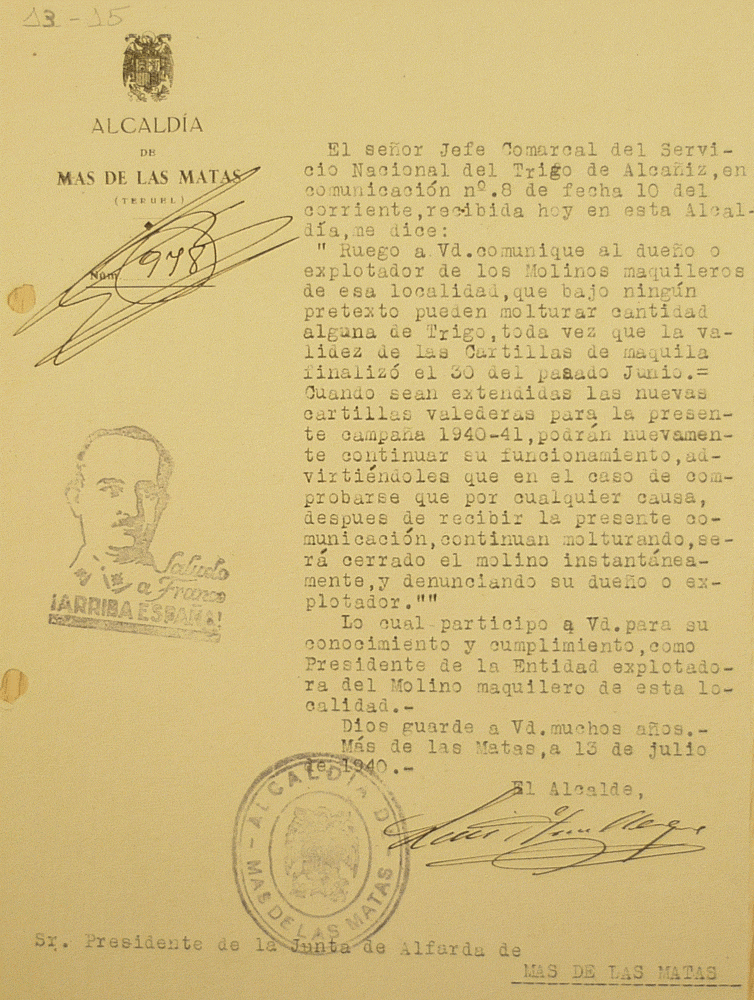 13-15
ALCALDÍA
DE
MAS DE LAS MATAS
(TERUEL)
Núm. 978
El señor Jefe Comarcal del Servi-
cio Nacional del Trigo de Alcañiz,en
comunicación nº.8 de fecha 10 del
corriente,recibida hoy en esta Alcal-
día,me dice:
" Ruego a Vd.comunique al dueño o
explotador de los Molinos maquileros
de esa localidad,que bajo ningún
pretexto pueden molturar cantidad
alguna de Trigo,toda vez que la va-
lidez de las Cartillas de maquila
finalizó el 30 del pasado Junio.=
Cuando sean extendidas las nuevas
cartillas valederas para la presen-
te campaña 1940-41,podrán nuevamen-
te continuar su funcionamiento,ad-
virtiéndoles que en el caso de com-
probarse que por cualquier causa,
despues de recibir la presente co-
municación,continuan molturando,se-
rá cerrado el molino instantánea-
mente,y denunciando su dueño o ex-
plotador.""
Lo cual participo a Vd.para su
conocimiento y cumplimiento,como
Presidente de la Entidad explotado-
ra del Molino maquilero de esta lo-
calidad.-
Dios guarde a Vd.muchos años.-
Más de las Matas,a 13 de julio
de 1940.-
El Alcalde,
Saludo
a Franco
¡ARRIBA ESPAÑA!
ALCALDÍA D
MAS DE LAS MATAS
Sr. Presidente de la Junta de Alfarda de
MAS DE LAS MATAS